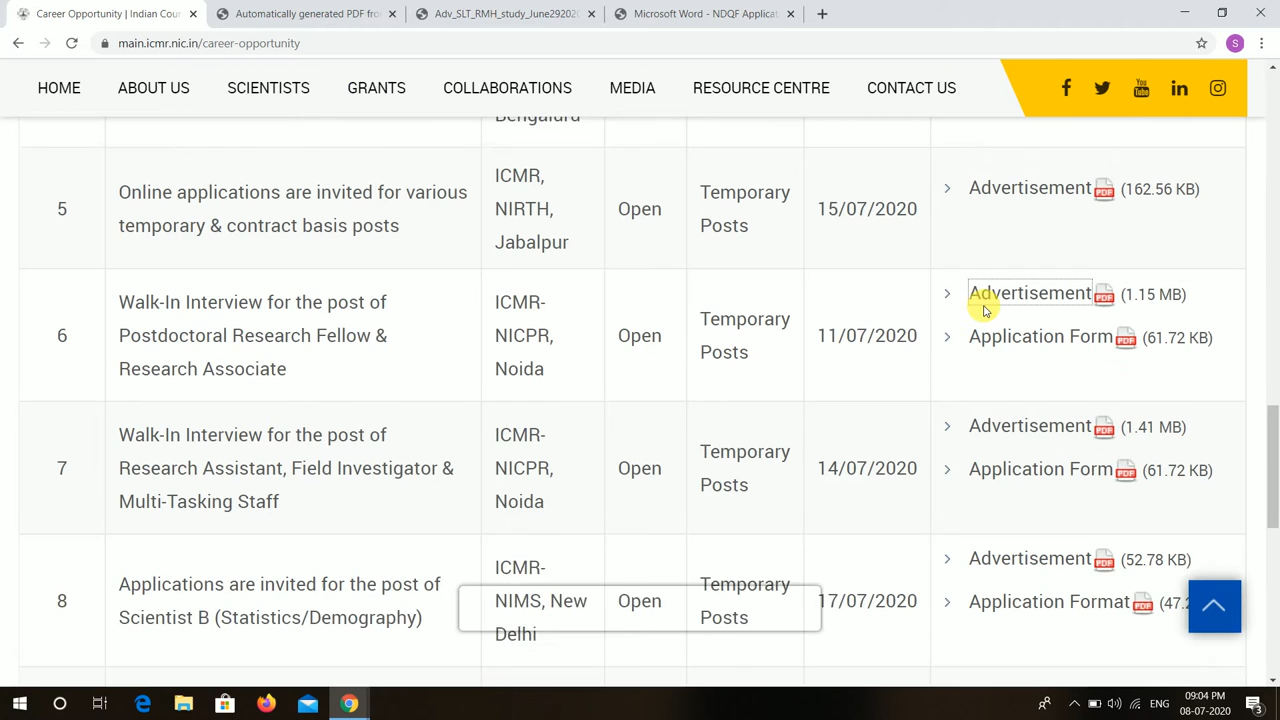 Career Opportunity | Indian Coun
Automatically generated PDF from
Adv_SLT_RMH_study_June292020
Microsoft Word - NDQF Applicat
main.icmr.nic.in/career-opportunity
S
HOME ABOUT US SCIENTISTS GRANTS COLLABORATIONS MEDIA RESOURCE CENTRE CONTACT US
Bengaluru
5
Online applications are invited for various
temporary & contract basis posts
ICMR,
NIRTH,
Jabalpur
Open
Temporary
Posts
15/07/2020
Advertisement PDF (162.56 KB)
6
Walk-In Interview for the post of
Postdoctoral Research Fellow &
Research Associate
ICMR-
NICPR,
Noida
Open
Temporary
Posts
11/07/2020
Advertisement PDF (1.15 MB)
Application Form PDF (61.72 KB)
7
Walk-In Interview for the post of
Research Assistant, Field Investigator &
Multi-Tasking Staff
ICMR-
NICPR,
Noida
Open
Temporary
Posts
14/07/2020
Advertisement PDF (1.41 MB)
Application Form PDF (61.72 KB)
8
Applications are invited for the post of
Scientist B (Statistics/Demography)
ICMR-
NIMS, New
Delhi
Open
Temporary
Posts
17/07/2020
Advertisement PDF (52.78 KB)
Application Format PDF (47.2
ENG
09:04 PM
08-07-2020
3